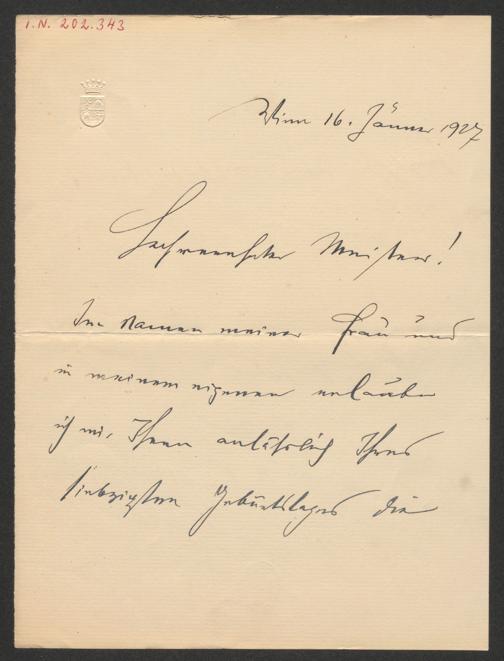 I.N. 202.343
Wien 16. Jänner 1927
Hochverehrter Meister!
Im Namen meiner Frau und
in meinem eigenen erlaube
ich mir Ihnen anläßlich Ihres
siebzigsten Geburtstages die